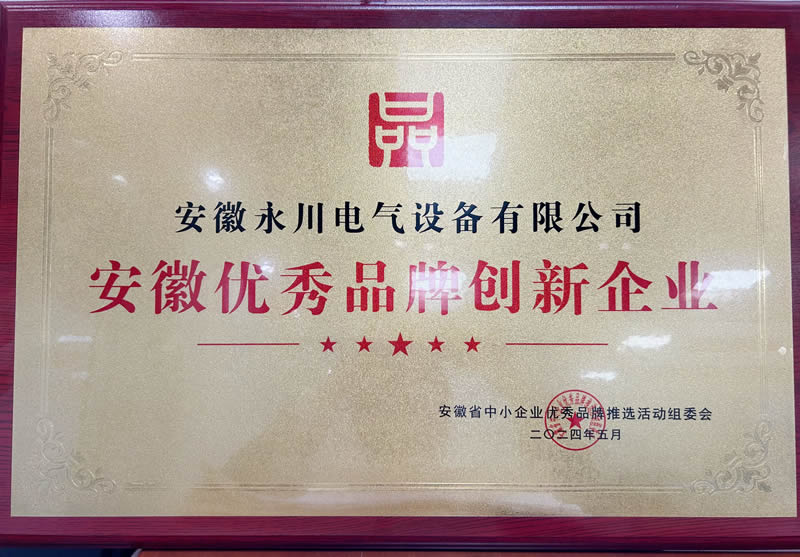 品
安徽永川电气设备有限公司
安徽优秀品牌创新企业
安徽省中小企业优秀品牌推选活动组委会
二〇二四年五月